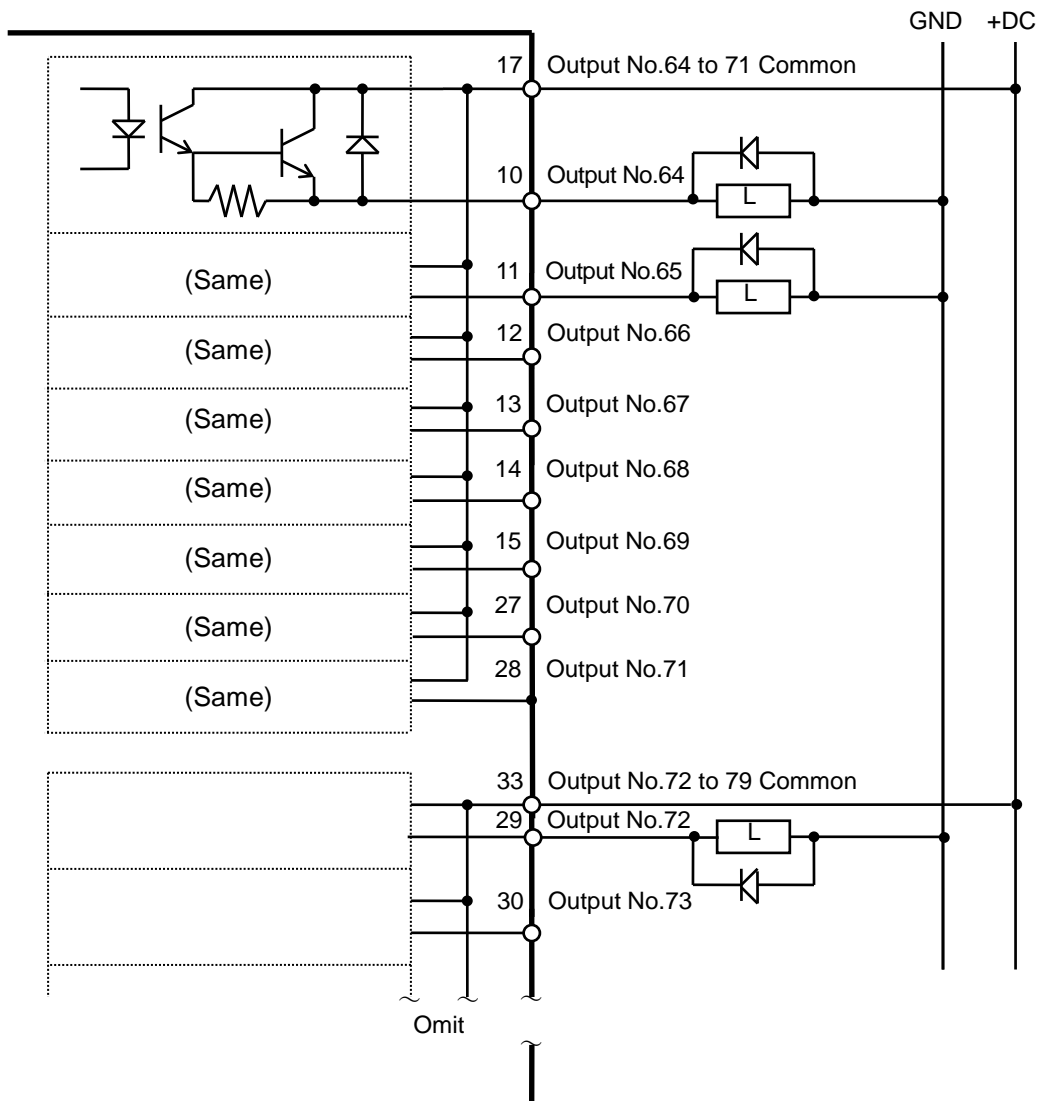 GND +DC
17 Output No.64 to 71 Common
10 Output No.64
L
11 Output No.65
(Same)
L
12 Output No.66
(Same)
13 Output No.67
(Same)
14 Output No.68
(Same)
15 Output No.69
(Same)
27 Output No.70
(Same)
28 Output No.71
(Same)
33 Output No.72 to 79 Common
29 Output No.72
L
30 Output No.73
Omit